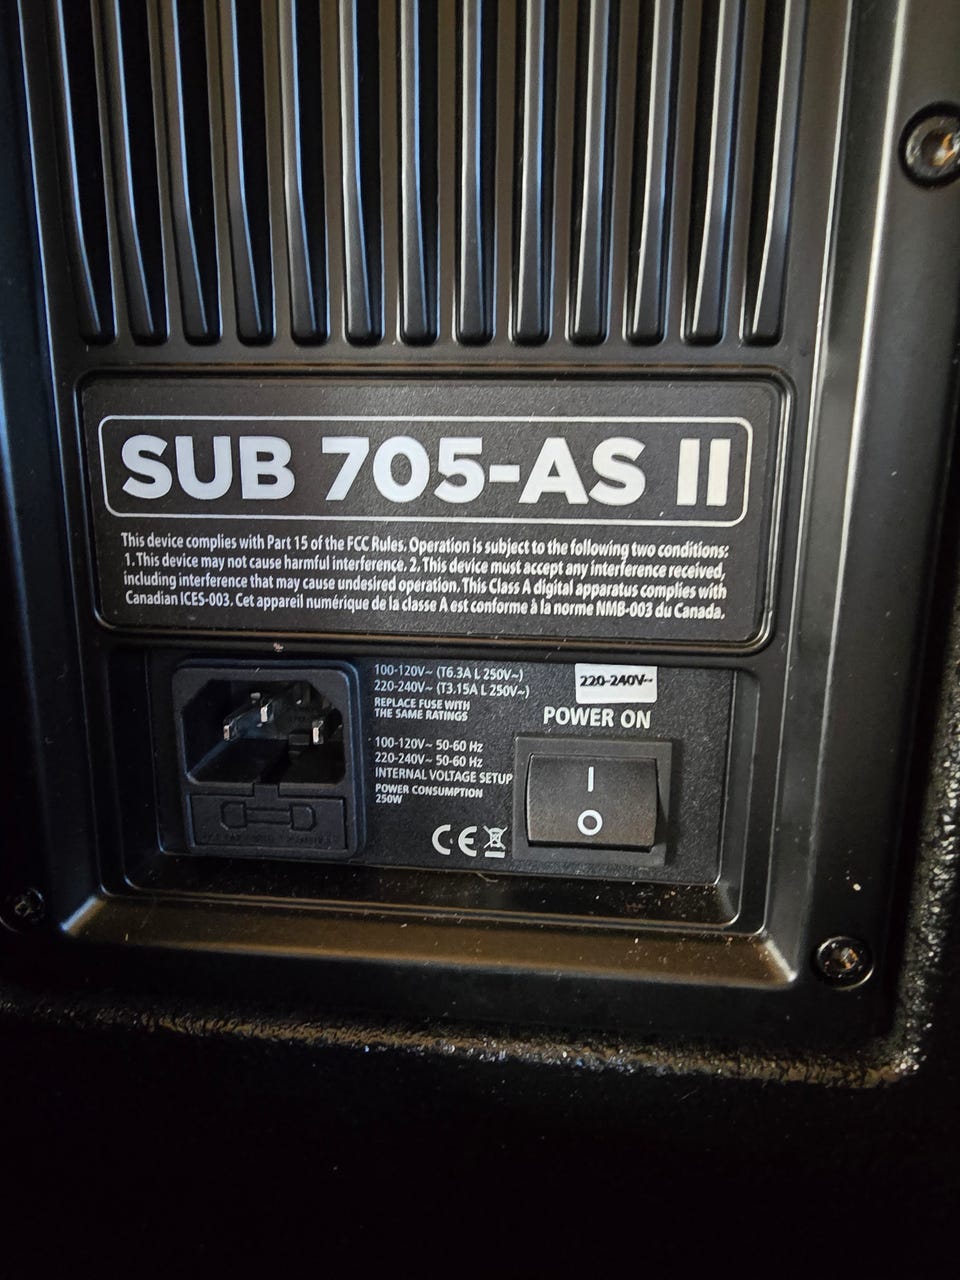 SUB 705-AS II
This device complies with Part 15 of the FCC Rules. Operation is subject to the following two conditions:
1. This device may not cause harmful interference. 2. This device must accept any interference received,
including interference that may cause undesired operation. This Class A digital apparatus complies with
Canadian ICES-003. Cet appareil numérique de la classe A est conforme à la norme NMB-003 du Canada.
100-120V~ (T6.3A L 250V~)
220-240V~ (T3.15A L 250V~)
REPLACE FUSE WITH
THE SAME RATINGS
100-120V~ 50-60 Hz
220-240V~ 50-60 Hz
INTERNAL VOLTAGE SETUP
POWER CONSUMPTION
250W
CE
220-240V~
POWER ON
I
O